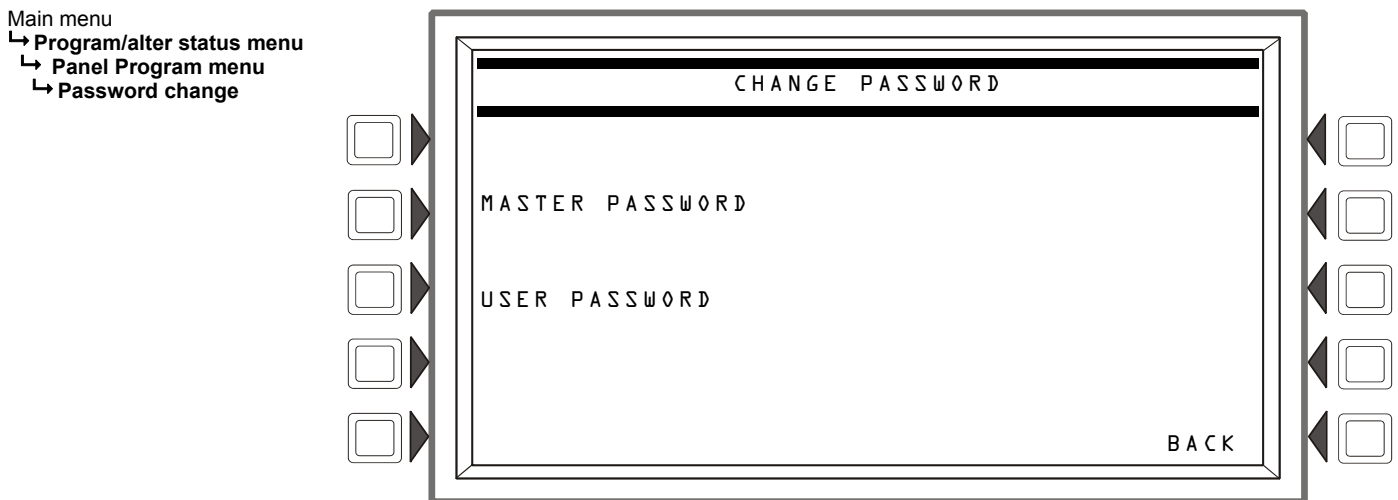 Main menu
↳ Program/alter status menu
↳ Panel Program menu
↳ Password change
CHANGE PASSWORD
MASTER PASSWORD
USER PASSWORD
BACK